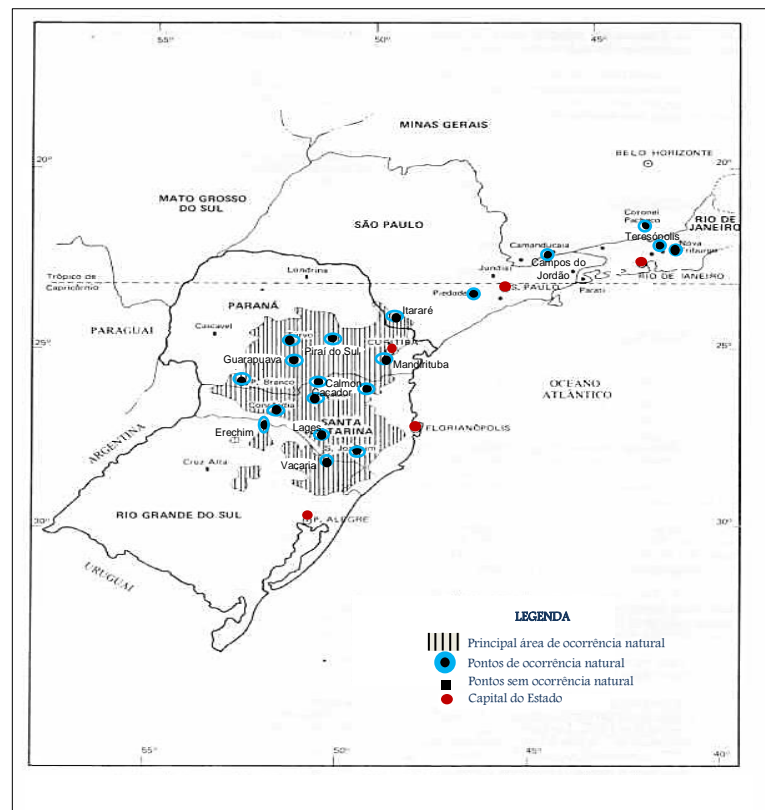 55°
50°
45°
MINAS GERAIS
BELO HORIZONTE
20°
20°
MATO GROSSO
DO SUL
SÃO PAULO
Coronel
Pacheco
RIO DE
JANEIRO
Teresópolis
Nova
Friburgo
Camanducaia
Campos do
Jordão
Jundiaí
Londrina
Trópico de
Capricórnio
RIO DE JANEIRO
Piedade
S. PAULO
Parati
PARANÁ
Itararé
PARAGUAI
Cascavel
CURITIBA
Piraí do Sul
25°
25°
Guarapuava
Mandirituba
OCEANO
ATLÂNTICO
P. Branco
Calmon
Caçador
Concórdia
Lages
SANTA
CATARINA
FLORIANÓPOLIS
ARGENTINA
Erechim
S. Joaquim
Cruz Alta
Vacaria
RIO GRANDE DO SUL
P. ALEGRE
30°
30°
URUGUAI
LEGENDA
Principal área de ocorrência natural
Pontos de ocorrência natural
Pontos sem ocorrência natural
Capital do Estado
55°
50°
45°
40°